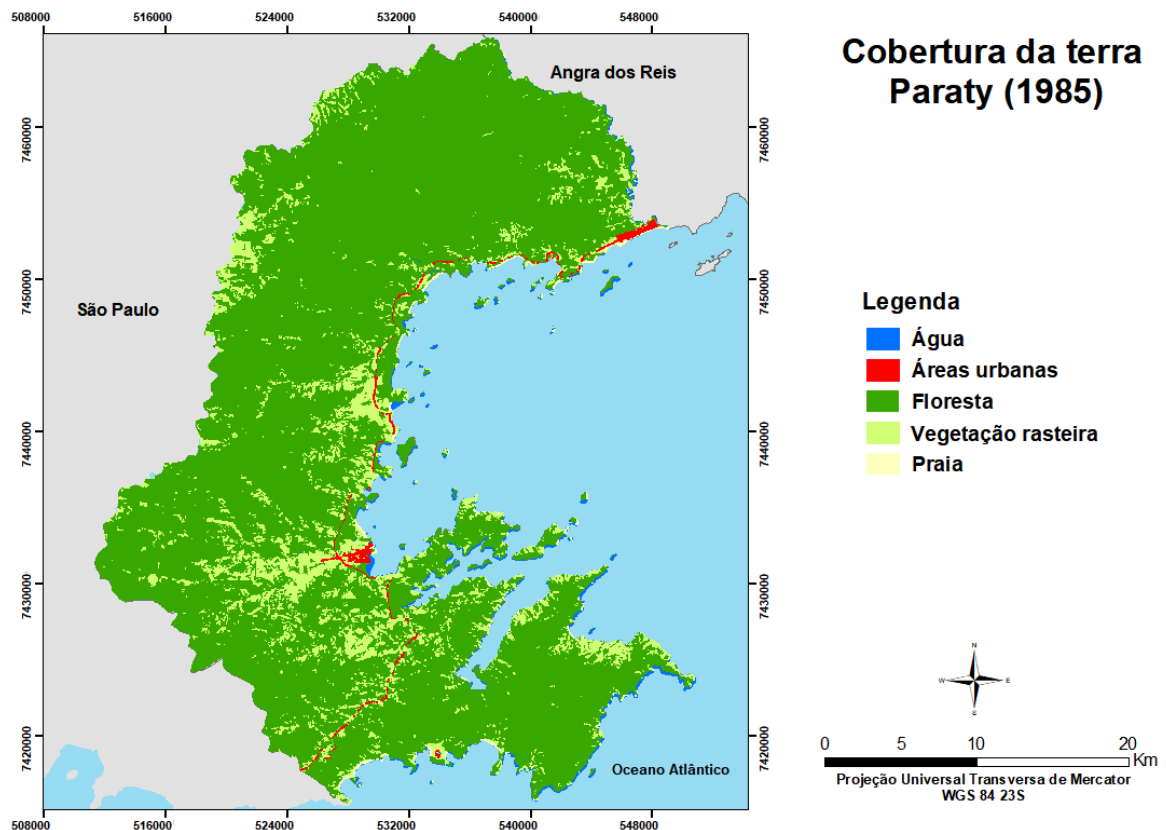 508000 516000 524000 532000 540000 548000
Cobertura da terra
Paraty (1985)
Angra dos Reis
7460000 7460000
7450000 7450000
São Paulo
Legenda
Água
Áreas urbanas
Floresta
Vegetação rasteira
Praia
7440000 7440000
7430000 7430000
N
W E
S
7420000 7420000
0 5 10 20
Km
Oceano Atlântico
Projeção Universal Transversa de Mercator
WGS 84 23S
508000 516000 524000 532000 540000 548000